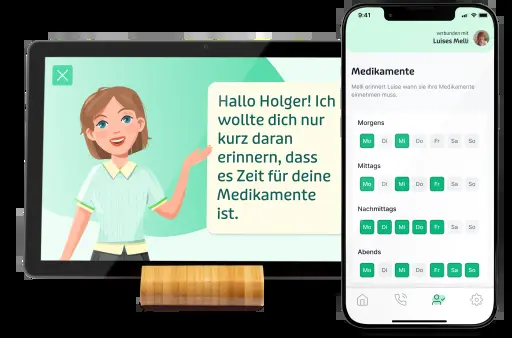 Hallo Holger! Ich
wollte dich nur
kurz daran
erinnern, dass
es Zeit für deine
Medikamente
ist.
9:41
verbunden mit
Luises Melli
Medikamente
Melli erinnert Luise wann sie ihre Medikamente
einnehmen muss.
Morgens
Mo Di Mi Do Fr Sa So
Mittags
Mo Di Mi Do Fr Sa So
Nachmittags
Mo Di Mi Do Fr Sa So
Abends
Mo Di Mi Do Fr Sa So